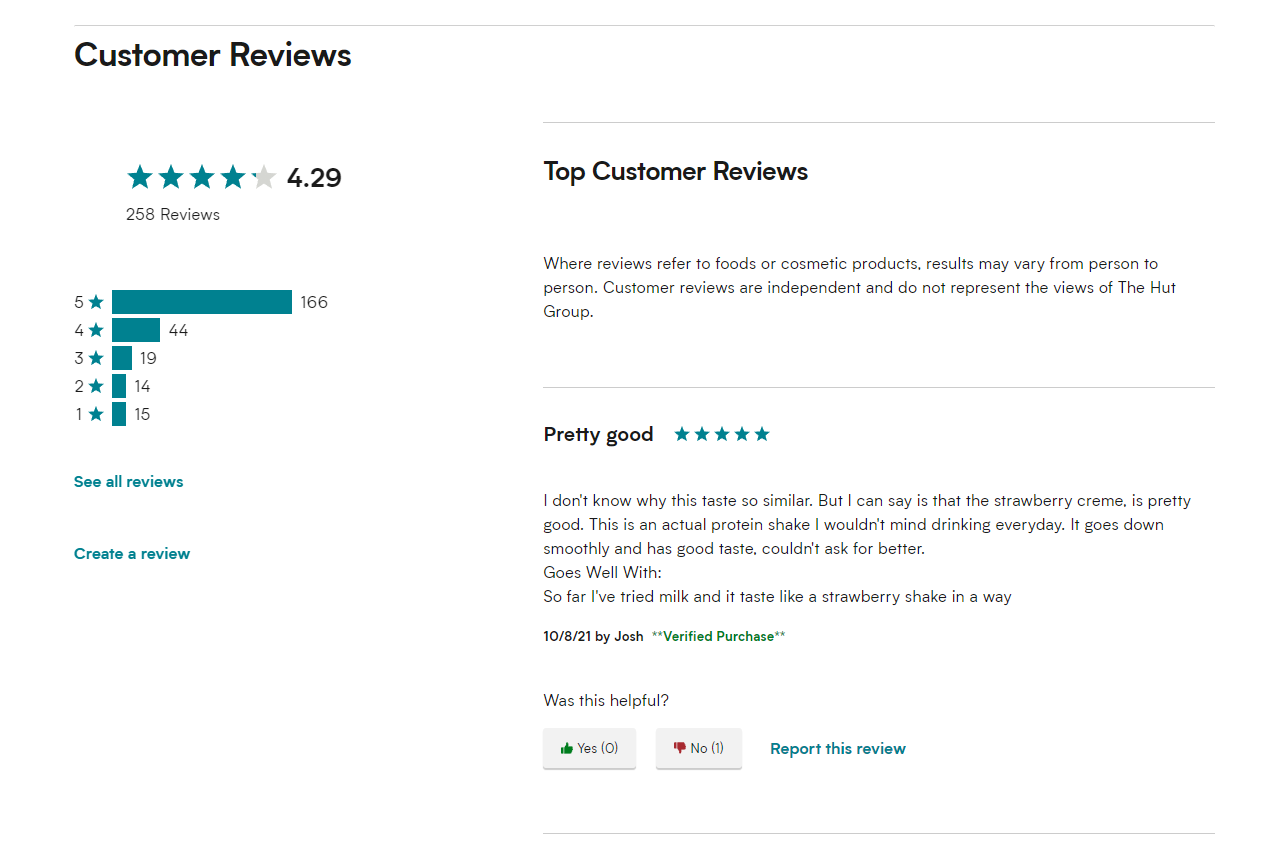 Customer Reviews
4.29
258 Reviews
5 166
4 44
3 19
2 14
1 15
See all reviews
Create a review
Top Customer Reviews
Where reviews refer to foods or cosmetic products, results may vary from person to
person. Customer reviews are independent and do not represent the views of The Hut
Group.
Pretty good
I don't know why this taste so similar. But I can say is that the strawberry creme, is pretty
good. This is an actual protein shake I wouldn't mind drinking everyday. It goes down
smoothly and has good taste, couldn't ask for better.
Goes Well With:
So far I've tried milk and it taste like a strawberry shake in a way
10/8/21 by Josh **Verified Purchase**
Was this helpful?
Yes (0) No (1) Report this review